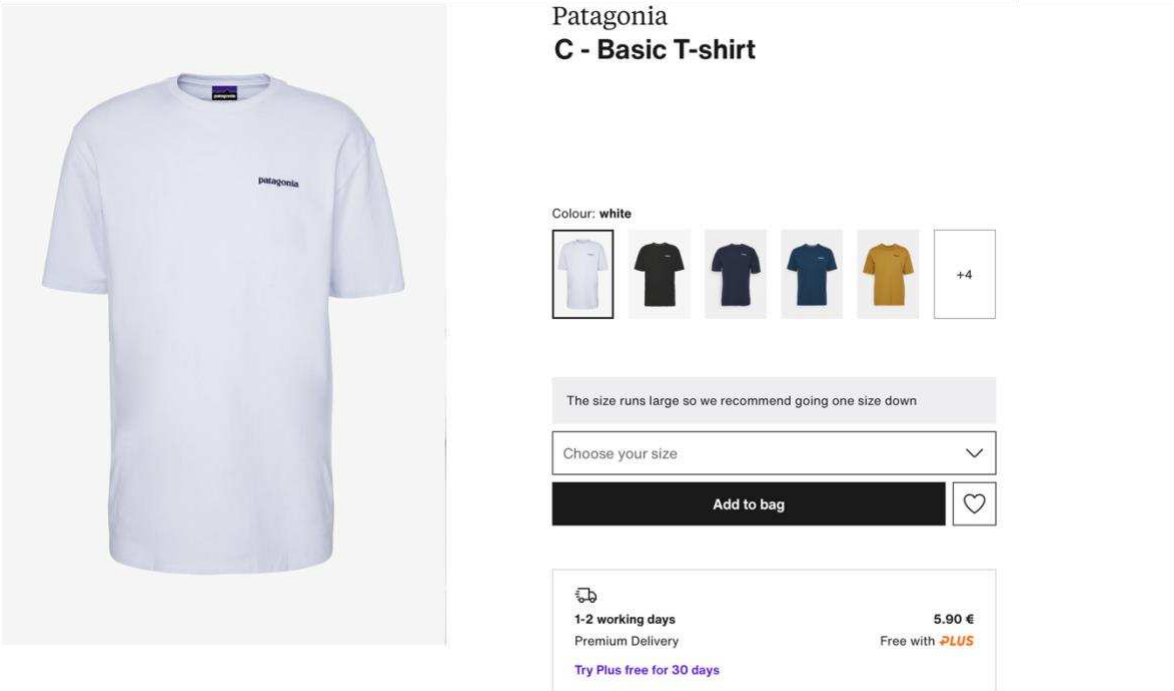 Patagonia
C - Basic T-shirt
patagonia
patagonia
Colour: white
+4
The size runs large so we recommend going one size down
Choose your size
Add to bag
1-2 working days 5.90 €
Premium Delivery Free with PLUS
Try Plus free for 30 days